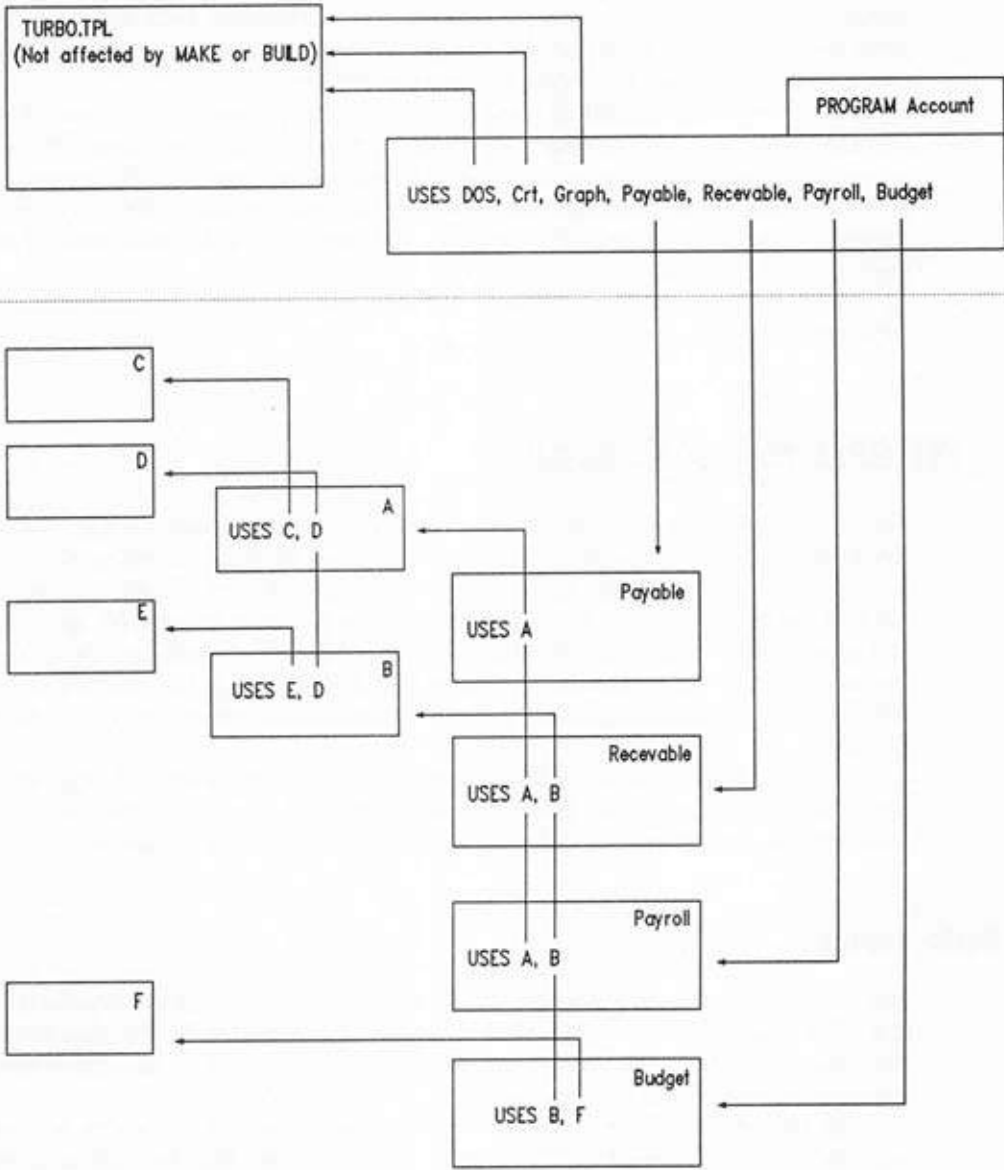 TURBO.TPL
(Not affected by MAKE or BUILD)
PROGRAM Account
USES DOS, Crt, Graph, Payable, Recevable, Payroll, Budget
C
D
A
USES C, D
E
B
USES E, D
Payable
USES A
Recevable
USES A, B
Payroll
USES A, B
F
Budget
USES B, F